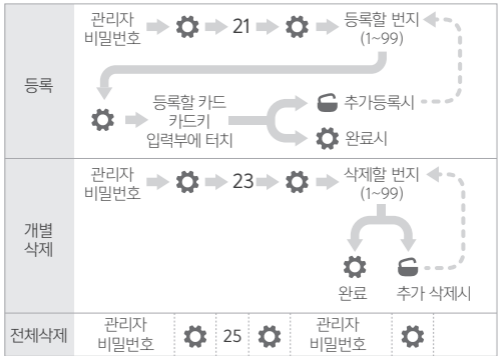 등록
관리자
비밀번호
21
등록할 번지
(1~99)
등록할 카드
카드키
입력부에 터치
추가등록시
완료시
개별
삭제
관리자
비밀번호
23
삭제할 번지
(1~99)
완료
추가 삭제시
전체삭제
관리자
비밀번호
25
관리자
비밀번호